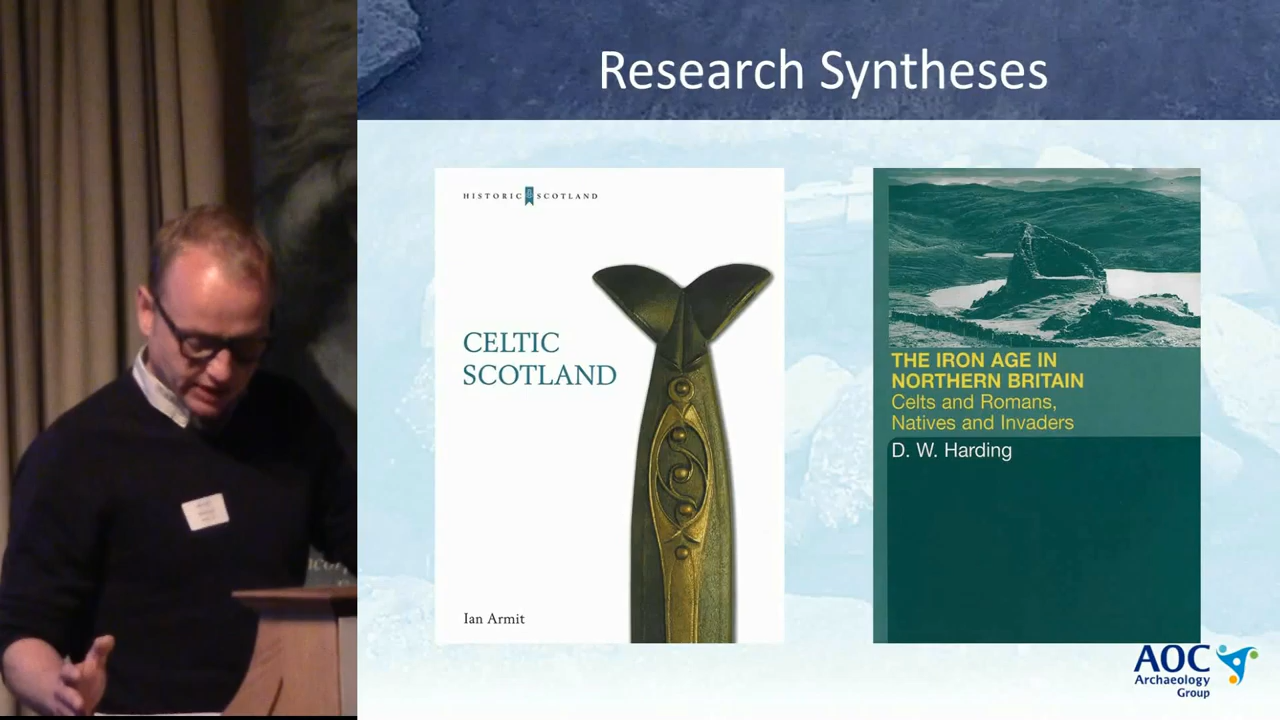 Research Syntheses
HISTORIC SCOTLAND
CELTIC
SCOTLAND
Ian Armit
THE IRON AGE IN
NORTHERN BRITAIN
Celts and Romans,
Natives and Invaders
D. W. Harding
AOC
Archaeology
Group